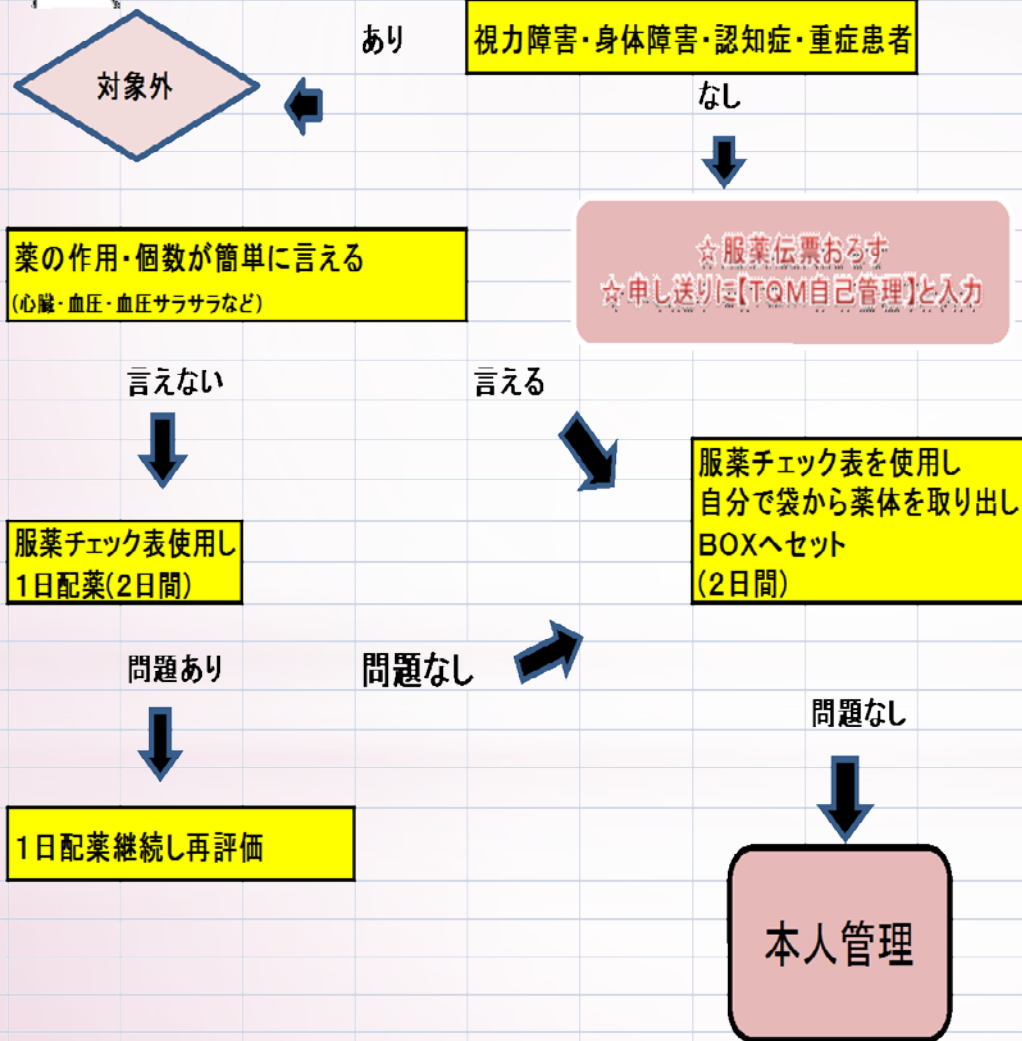 あり
視力障害・身体障害・認知症・重症患者
対象外
なし
☆服薬伝票おろす
☆申し送りに【TQM自己管理】と入力
薬の作用・個数が簡単に言える
(心臓・血圧・血圧サラサラなど)
言えない
言える
服薬チェック表を使用し
自分で袋から薬体を取り出し
BOXへセット
(2日間)
服薬チェック表使用し
1日配薬(2日間)
問題あり
問題なし
問題なし
1日配薬継続し再評価
本人管理